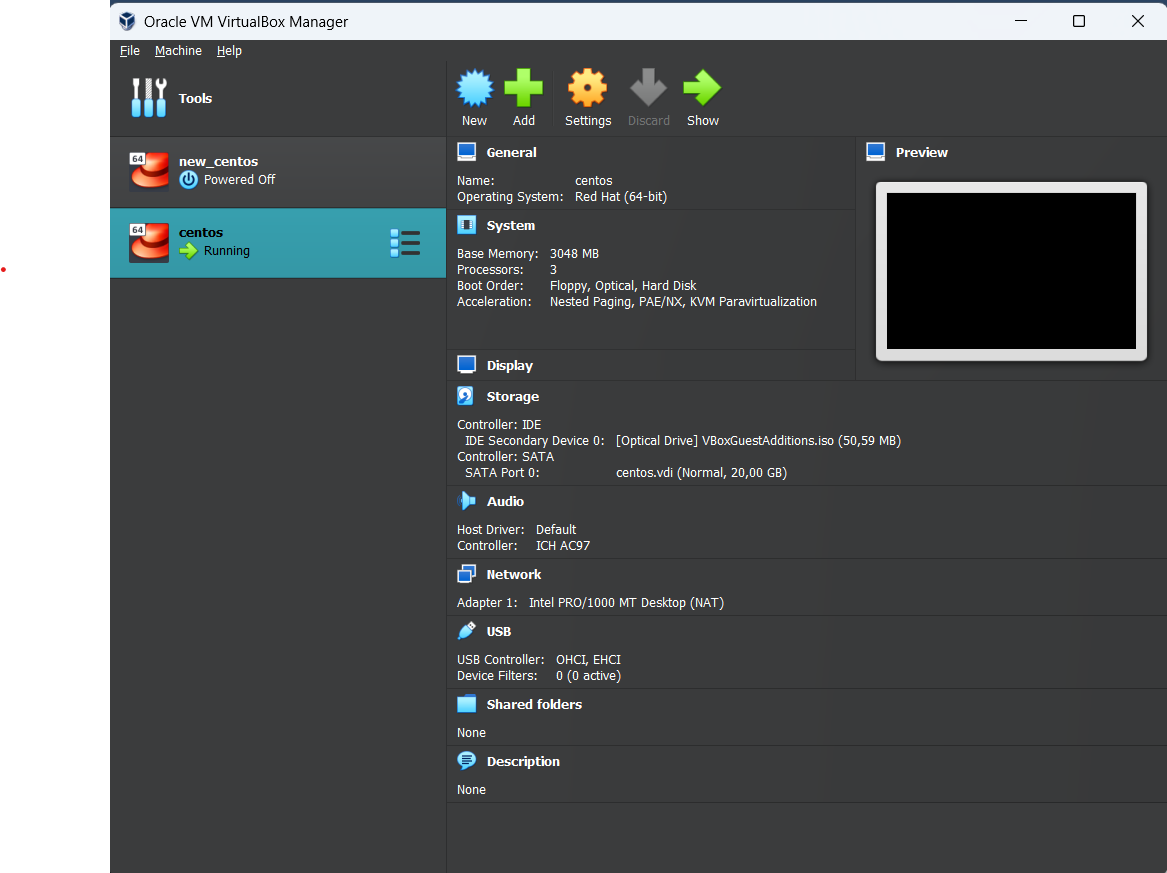 Oracle VM VirtualBox Manager
File Machine Help
Tools
New Add Settings Discard Show
64
new_centos
Powered Off
64
centos
Running
General
Name: centos
Operating System: Red Hat (64-bit)
System
Base Memory: 3048 MB
Processors: 3
Boot Order: Floppy, Optical, Hard Disk
Acceleration: Nested Paging, PAE/NX, KVM Paravirtualization
Preview
Display
Storage
Controller: IDE
IDE Secondary Device 0: [Optical Drive] VBoxGuestAdditions.iso (50,59 MB)
Controller: SATA
SATA Port 0: centos.vdi (Normal, 20,00 GB)
Audio
Host Driver: Default
Controller: ICH AC97
Network
Adapter 1: Intel PRO/1000 MT Desktop (NAT)
USB
USB Controller: OHCI, EHCI
Device Filters: 0 (0 active)
Shared folders
None
Description
None